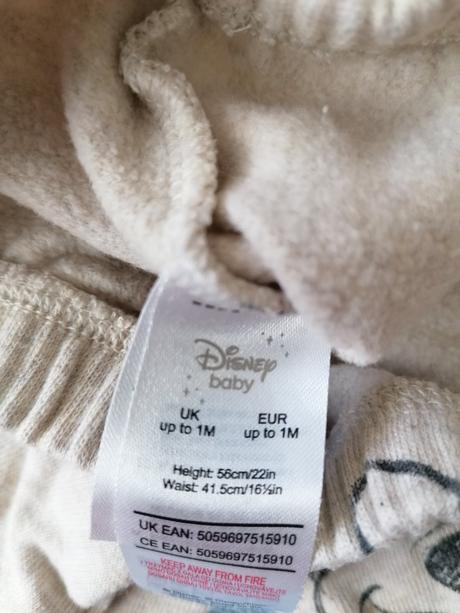 Disney
baby
UK EUR
up to 1M up to 1M
Height: 56cm/22in
Waist: 41.5cm/16½in
UK EAN: 5059697515910
CE EAN: 5059697515910
KEEP AWAY FROM FIRE